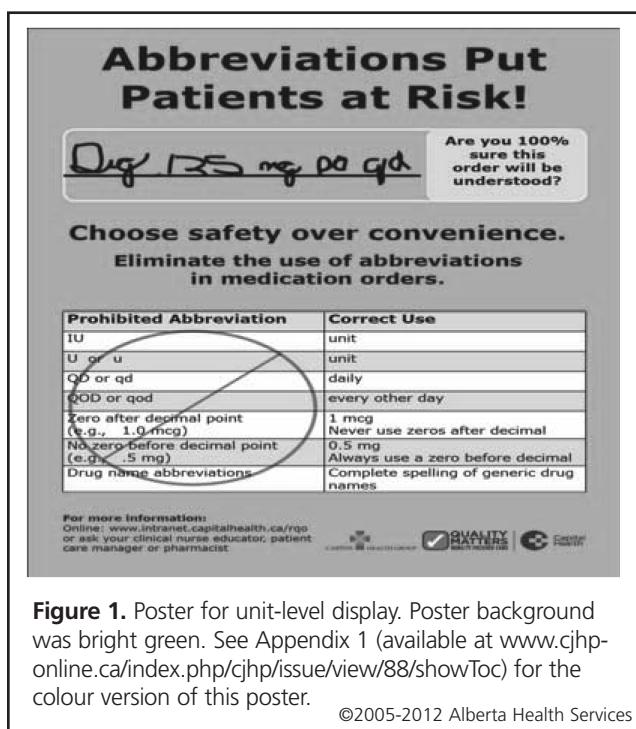 Abbreviations Put
Patients at Risk!
Dig .125 mg po qd
Are you 100%
sure this
order will be
understood?
Choose safety over convenience.
Eliminate the use of abbreviations
in medication orders.
Prohibited Abbreviation Correct Use
IU unit
U or u unit
QD or qd daily
QOD or qod every other day
Zero after decimal point 1 mcg
(e.g., 1.0 mcg) Never use zeros after decimal
No zero before decimal point 0.5 mg
(e.g., .5 mg) Always use a zero before decimal
Drug name abbreviations Complete spelling of generic drug
names
For more information:
Online: www.intranet.capitalhealth.ca/rqo
or ask your clinical nurse educator, patient
care manager or pharmacist
QUALITY
MATTERS
Capital
Health
Figure 1. Poster for unit-level display. Poster background
was bright green. See Appendix 1 (available at www.cjhp-
online.ca/index.php/cjhp/issue/view/88/showToc) for the
colour version of this poster.
©2005-2012 Alberta Health Services